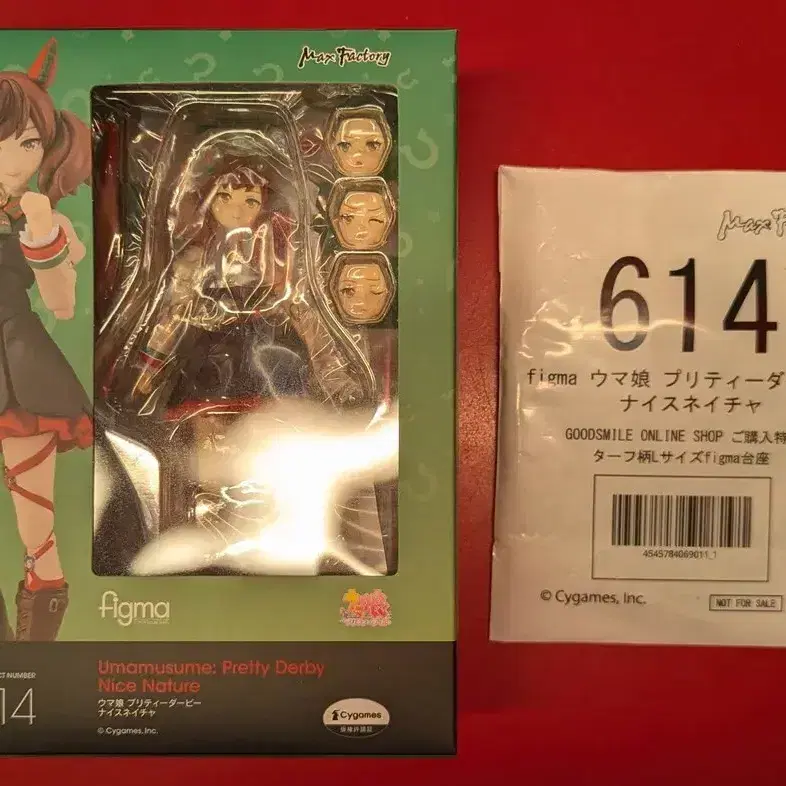 Max Factory
figma
CT NUMBER
14
Umamusume: Pretty Derby
Nice Nature
ウマ娘 プリティーダービー
ナイスネイチャ
© Cygames, Inc.
Cygames
Max Fa
614
figma ウマ娘 プリティーダ
ナイスネイチャ
GOODSMILE ONLINE SHOP ご購入特
ターフ柄Lサイズfigma台座
4545784069011_1
© Cygames, Inc.
NOT FOR SALE